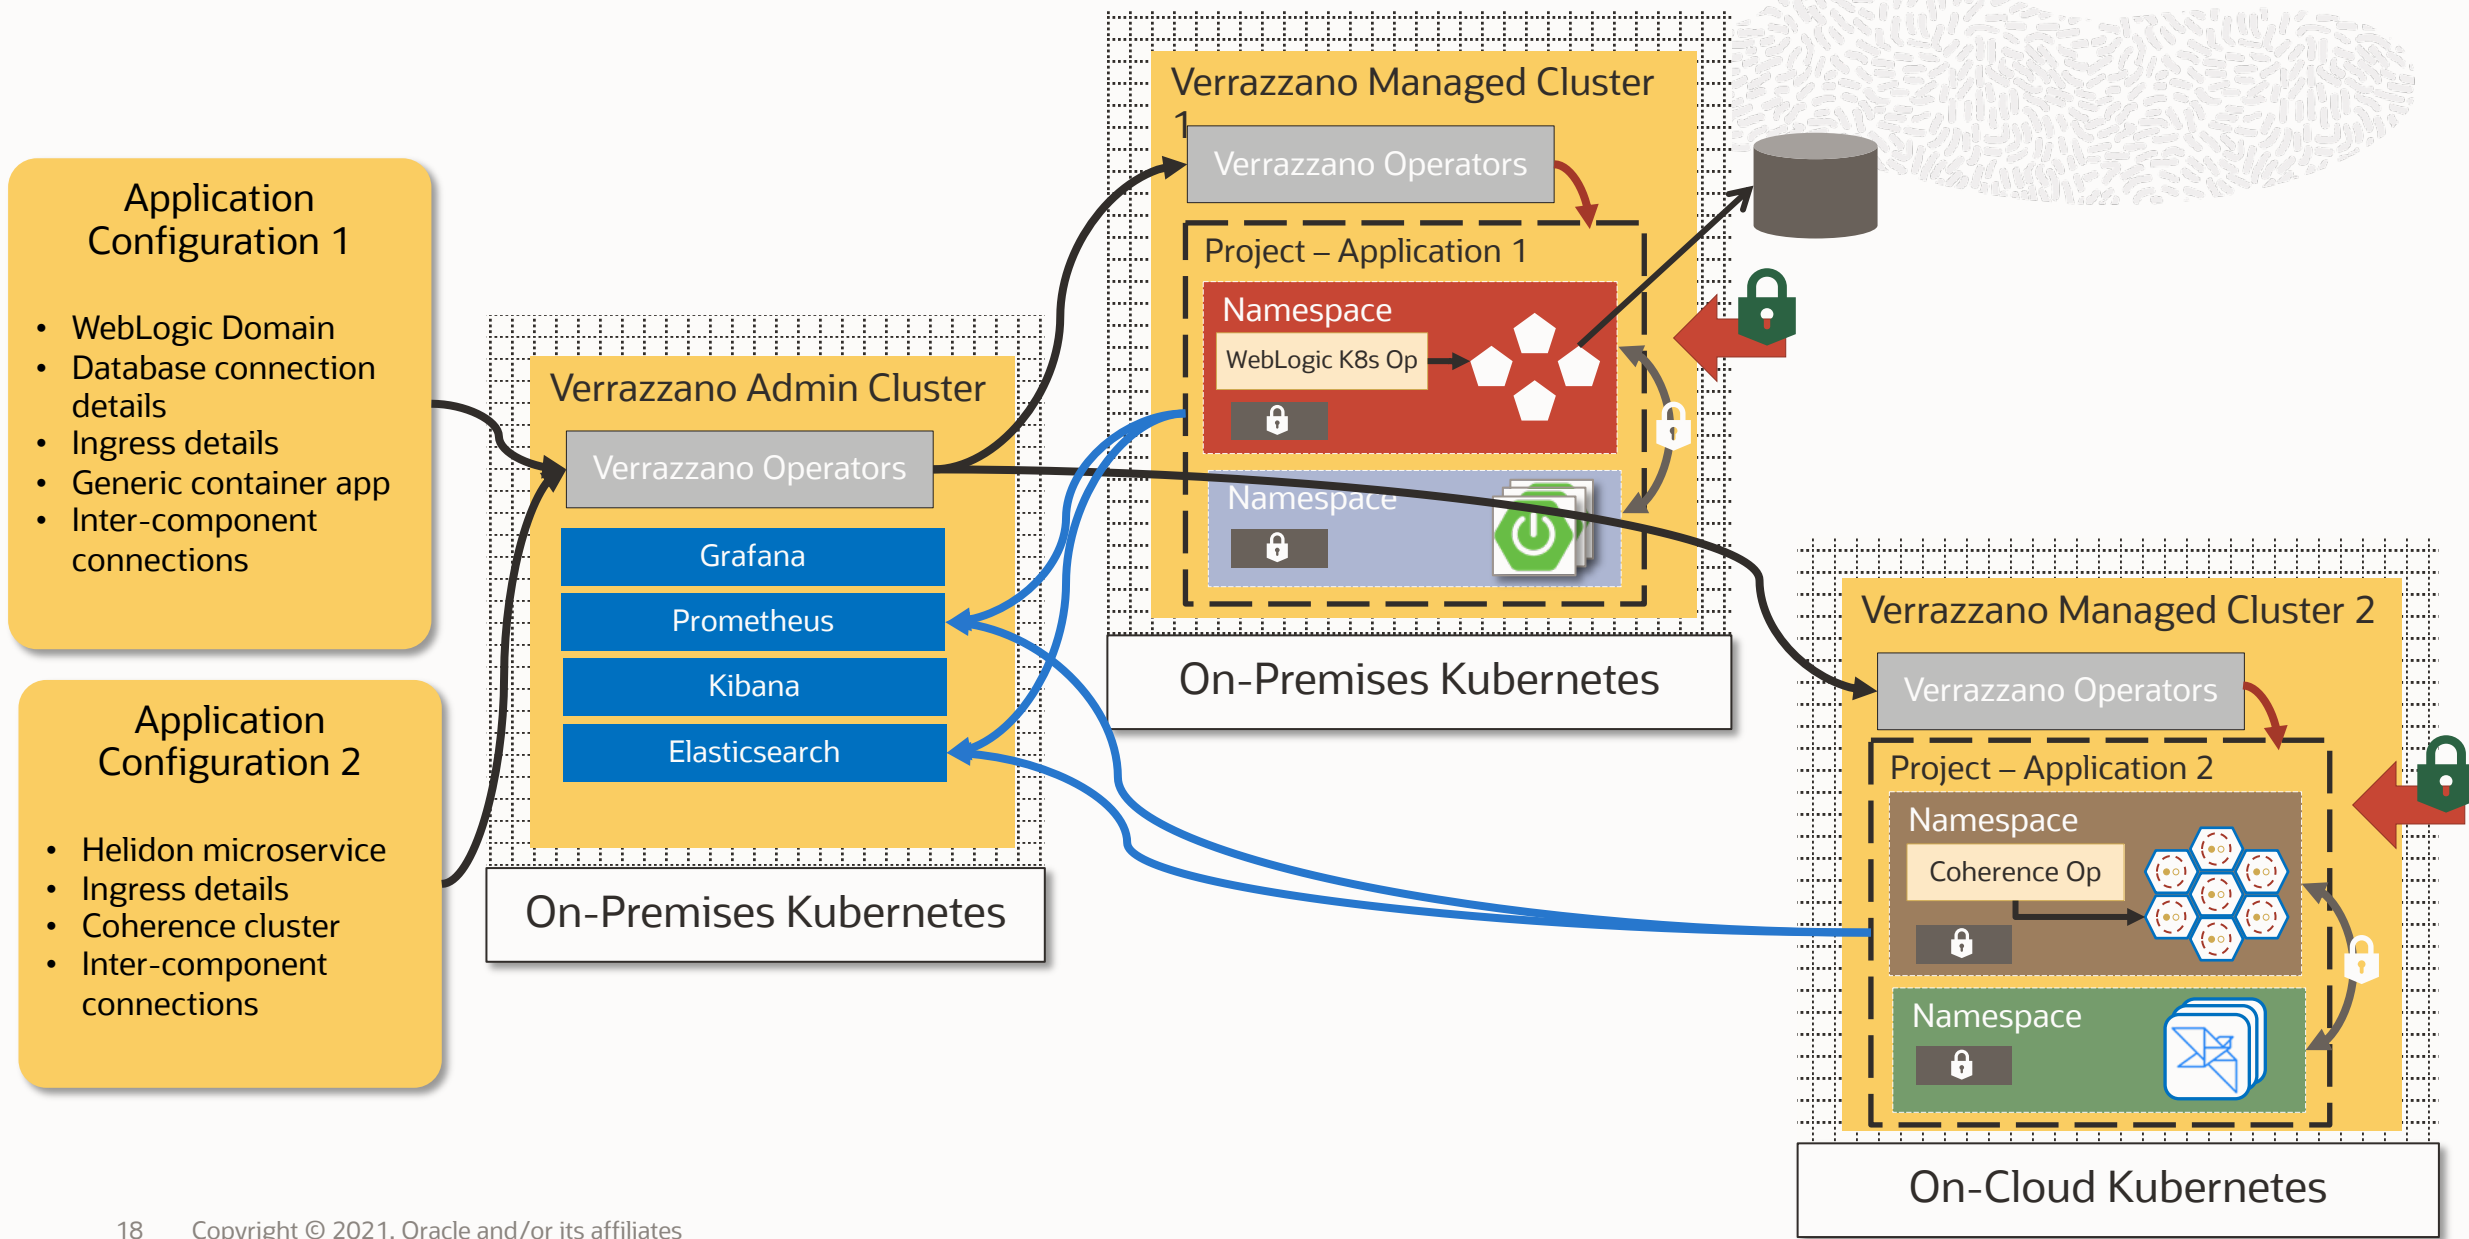 Application
Configuration 1
• WebLogic Domain
• Database connection
details
• Ingress details
• Generic container app
• Inter-component
connections
Application
Configuration 2
• Helidon microservice
• Ingress details
• Coherence cluster
• Inter-component
connections
Verrazzano Admin Cluster
Verrazzano Operators
Grafana
Prometheus
Kibana
Elasticsearch
On-Premises Kubernetes
Verrazzano Managed Cluster
1
Verrazzano Operators
Project – Application 1
Namespace
WebLogic K8s Op
Namespace
On-Premises Kubernetes
Verrazzano Managed Cluster 2
Verrazzano Operators
Project – Application 2
Namespace
Coherence Op
Namespace
On-Cloud Kubernetes
18 Copyright © 2021, Oracle and/or its affiliates